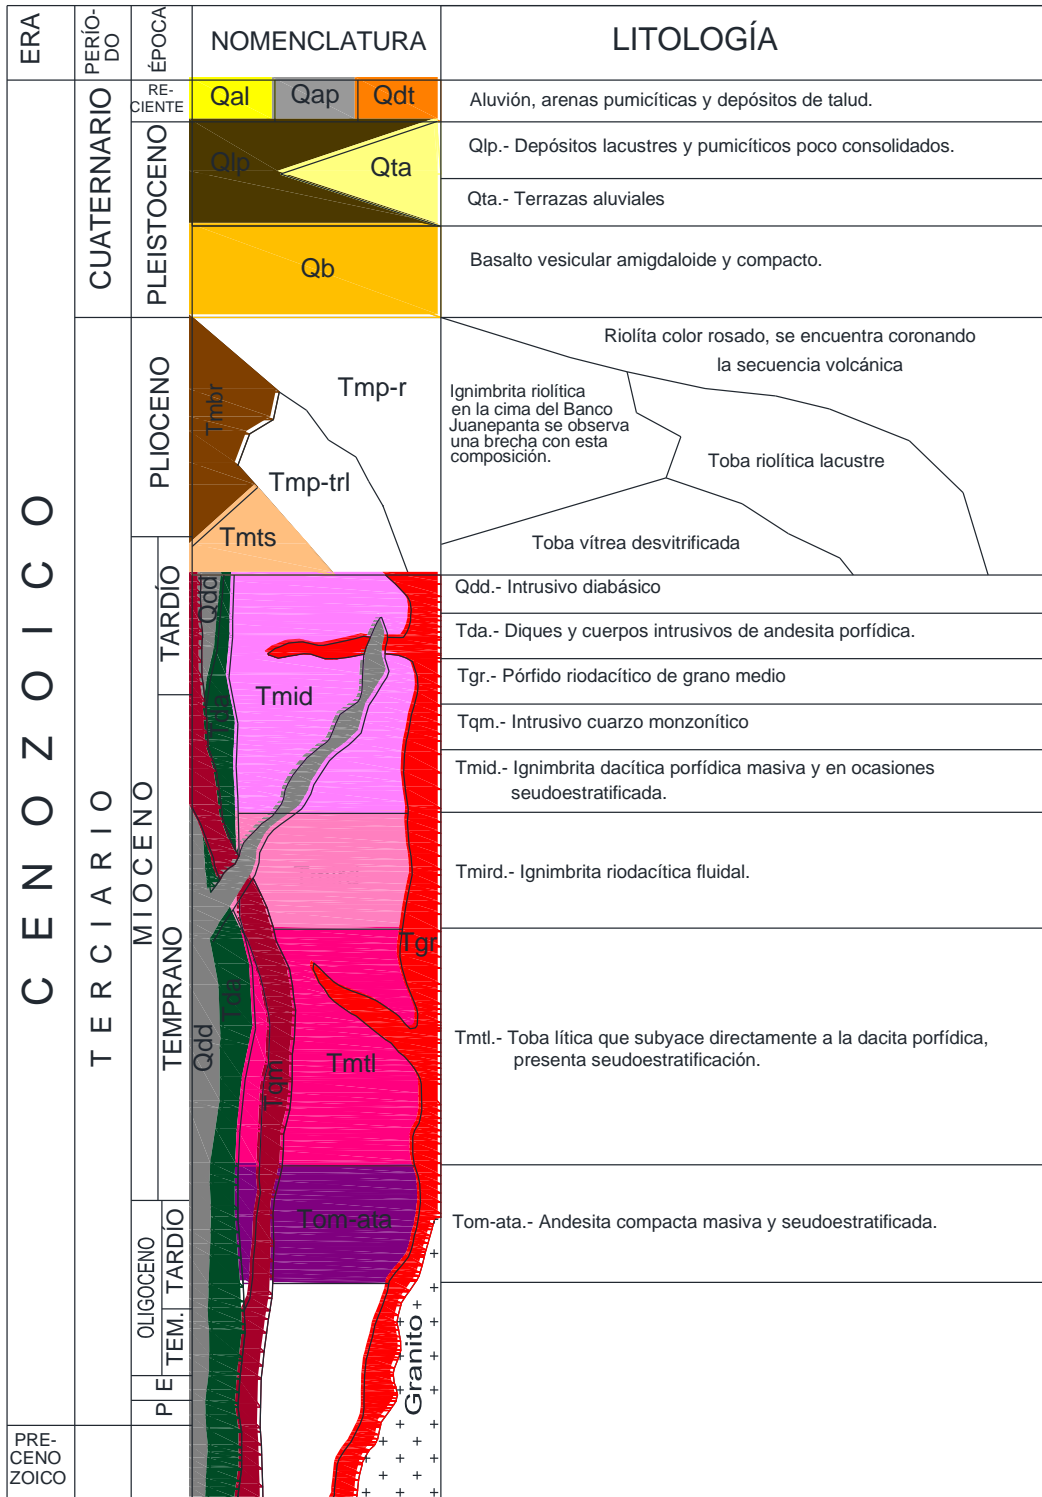 ERA
PERÍO-
DO
ÉPOCA
NOMENCLATURA
LITOLOGÍA
CENOZOICO
CUATERNARIO
RE-
CIENTE
Qal
Qap
Qdt
Aluvión, arenas pumicíticas y depósitos de talud.
PLEISTOCENO
Qlp
Qta
Qlp.- Depósitos lacustres y pumicíticos poco consolidados.
Qta.- Terrazas aluviales
Qb
Basalto vesicular amigdaloide y compacto.
TERCIARIO
PLIOCENO
Tmbr
Tmp-r
Tmp-trl
Tmts
Riolíta color rosado, se encuentra coronando
la secuencia volcánica
Ignimbrita riolítica
en la cima del Banco
Juanepanta se observa
una brecha con esta
composición.
Toba riolítica lacustre
Toba vítrea desvitrificada
MIOCENO
TARDÍO
Qdd
Tda
Tmid
Qdd.- Intrusivo diabásico
Tda.- Diques y cuerpos intrusivos de andesita porfídica.
Tgr.- Pórfido riodacítico de grano medio
Tqm.- Intrusivo cuarzo monzonítico
Tmid.- Ignimbrita dacítica porfídica masiva y en ocasiones
seudoestratificada.
Tmird.- Ignimbrita riodacítica fluidal.
TEMPRANO
Tgr
Qdd
Tda
Tqm
Tmtl
Tmtl.- Toba lítica que subyace directamente a la dacita porfídica,
presenta seudoestratificación.
OLIGOCENO
TARDÍO
Tom-ata
Tom-ata.- Andesita compacta masiva y seudoestratificada.
TEM.
Granito
E
P
PRE-
CENO
ZOICO